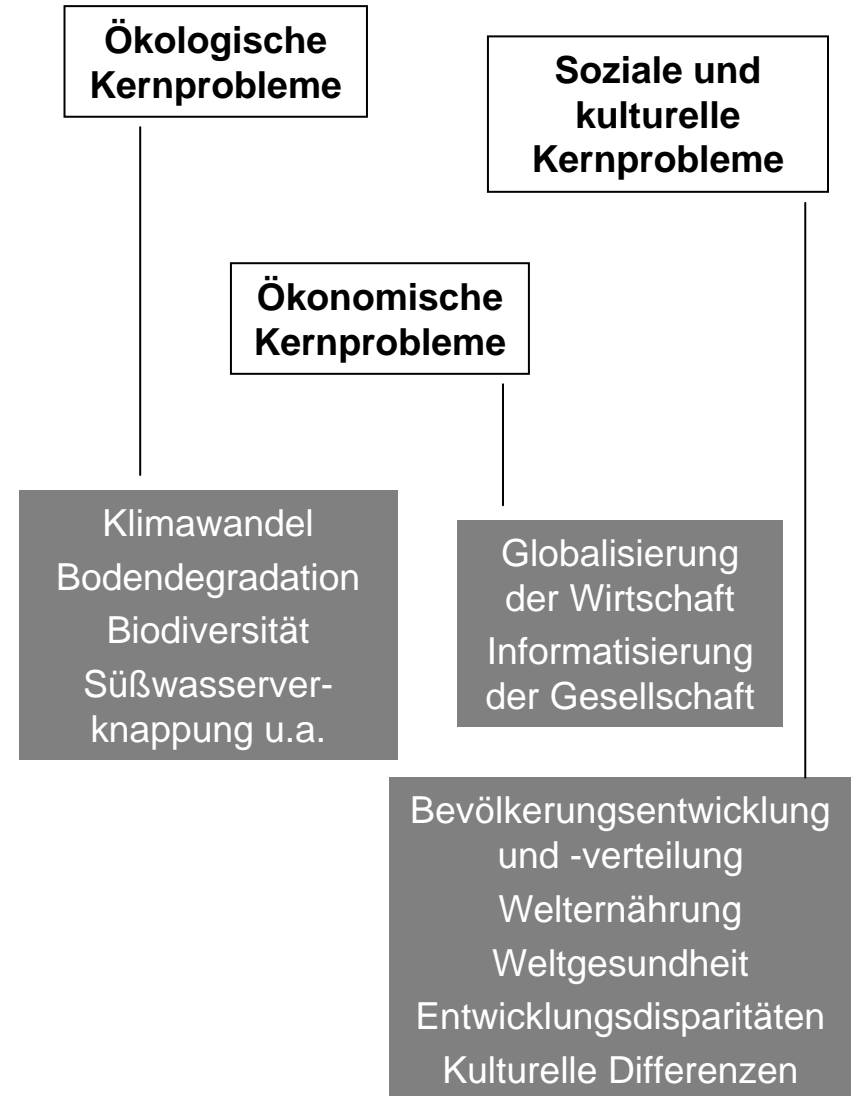 Ökologische
Kernprobleme
Soziale und
kulturelle
Kernprobleme
Ökonomische
Kernprobleme
Klimawandel
Bodendegradation
Biodiversität
Süßwasserver-
knappung u.a.
Globalisierung
der Wirtschaft
Informatisierung
der Gesellschaft
Bevölkerungsentwicklung
und -verteilung
Welternährung
Weltgesundheit
Entwicklungsdisparitäten
Kulturelle Differenzen